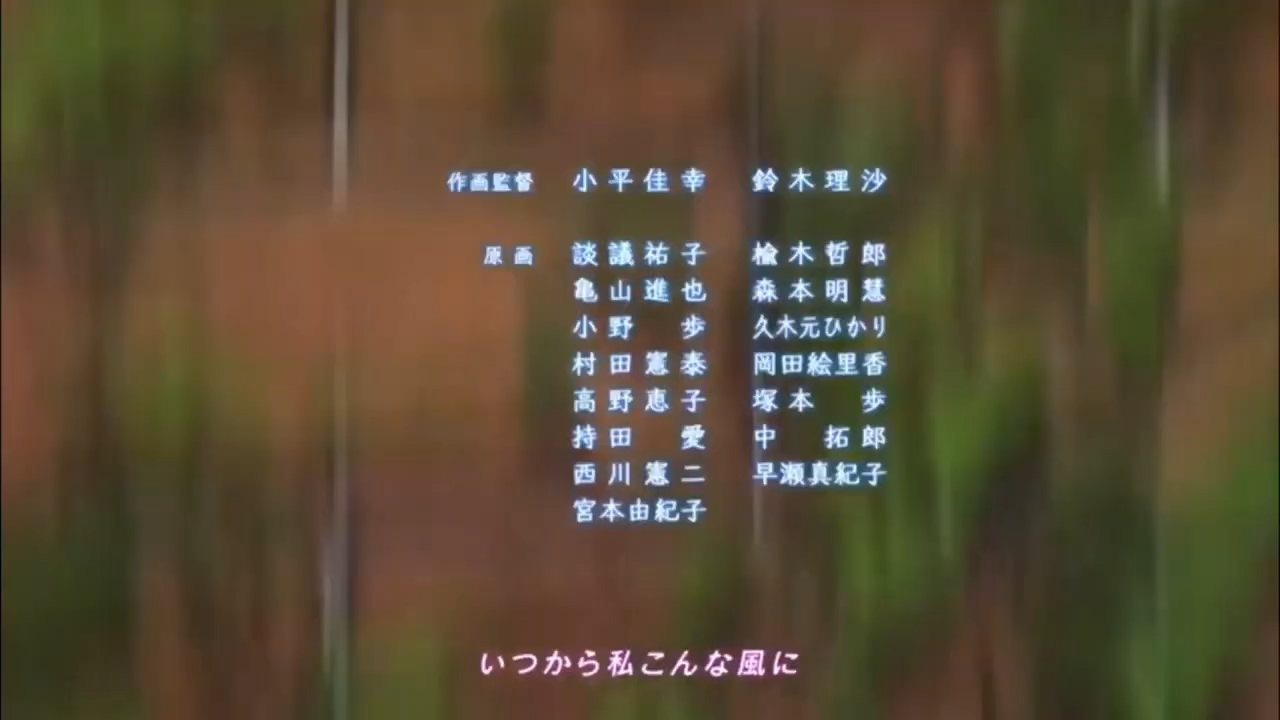 作画監督 小平佳幸 鈴木理沙
原画 談議祐子 楡木哲郎
亀山進也 森本明慧
小野 歩 久木元ひかり
村田憲泰 岡田絵里香
高野恵子 塚本 歩
持田 愛 中 拓郎
西川憲二 早瀬真紀子
宮本由紀子
いつから私こんな風に